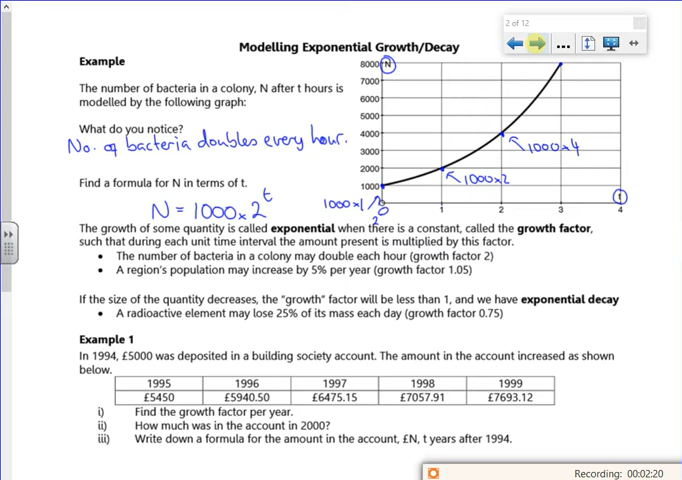 2 of 12
Modelling Exponential Growth/Decay
Example
The number of bacteria in a colony, N after t hours is
modelled by the following graph:
What do you notice?
No. of bacteria doubles every hour.
Find a formula for N in terms of t.
N = 1000 × 2^t
8000 N
7000
6000
5000
4000
3000
2000
1000
0
1 2 3 4
t
1000×4
1000×2
1000×1
2^0
The growth of some quantity is called exponential when there is a constant, called the growth factor,
such that during each unit time interval the amount present is multiplied by this factor.
• The number of bacteria in a colony may double each hour (growth factor 2)
• A region's population may increase by 5% per year (growth factor 1.05)
If the size of the quantity decreases, the "growth" factor will be less than 1, and we have exponential decay
• A radioactive element may lose 25% of its mass each day (growth factor 0.75)
Example 1
In 1994, £5000 was deposited in a building society account. The amount in the account increased as shown
below.
1995 1996 1997 1998 1999
£5450 £5940.50 £6475.15 £7057.91 £7693.12
i) Find the growth factor per year.
ii) How much was in the account in 2000?
iii) Write down a formula for the amount in the account, £N, t years after 1994.
Recording: 00:02:20